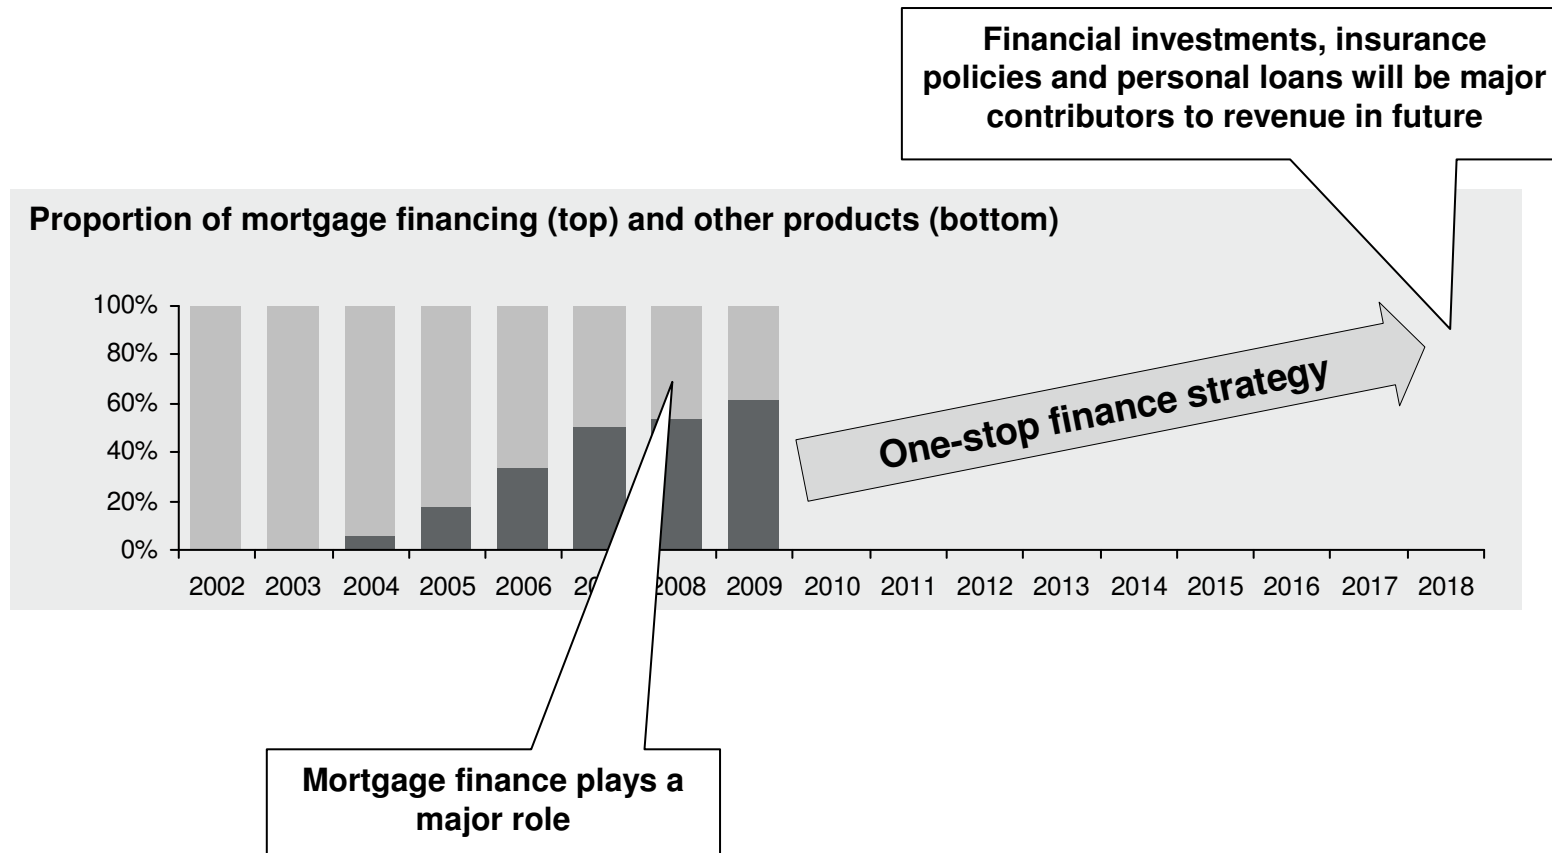 Financial investments, insurance
policies and personal loans will be major
contributors to revenue in future
Proportion of mortgage financing (top) and other products (bottom)
100%
80%
60%
40%
20%
0%
One-stop finance strategy
2002 2003 2004 2005 2006 2008 2009 2010 2011 2012 2013 2014 2015 2016 2017 2018
Mortgage finance plays a
major role